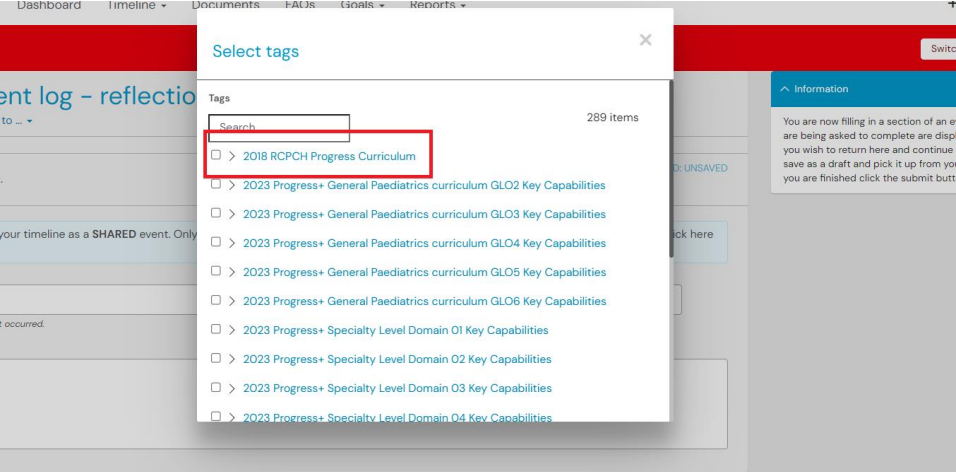 Dashboard Timeline Documents FAQs Goals Reports
Select tags
Switc
ent log - reflectio
to ...
Information
Tags
289 items
Search
You are now filling in a section of an e
are being asked to complete are displ
you wish to return here and continue
save as a draft and pick it up from you
you are finished click the submit butt
2018 RCPCH Progress Curriculum
D: UNSAVED
2023 Progress+ General Paediatrics curriculum GLO2 Key Capabilities
2023 Progress+ General Paediatrics curriculum GLO3 Key Capabilities
your timeline as a SHARED event. Only
ick here
2023 Progress+ General Paediatrics curriculum GLO4 Key Capabilities
2023 Progress+ General Paediatrics curriculum GLO5 Key Capabilities
2023 Progress+ General Paediatrics curriculum GLO6 Key Capabilities
t occurred.
2023 Progress+ Specialty Level Domain 01 Key Capabilities
2023 Progress+ Specialty Level Domain 02 Key Capabilities
2023 Progress+ Specialty Level Domain 03 Key Capabilities
2023 Progress+ Specialty Level Domain 04 Key Capabilities